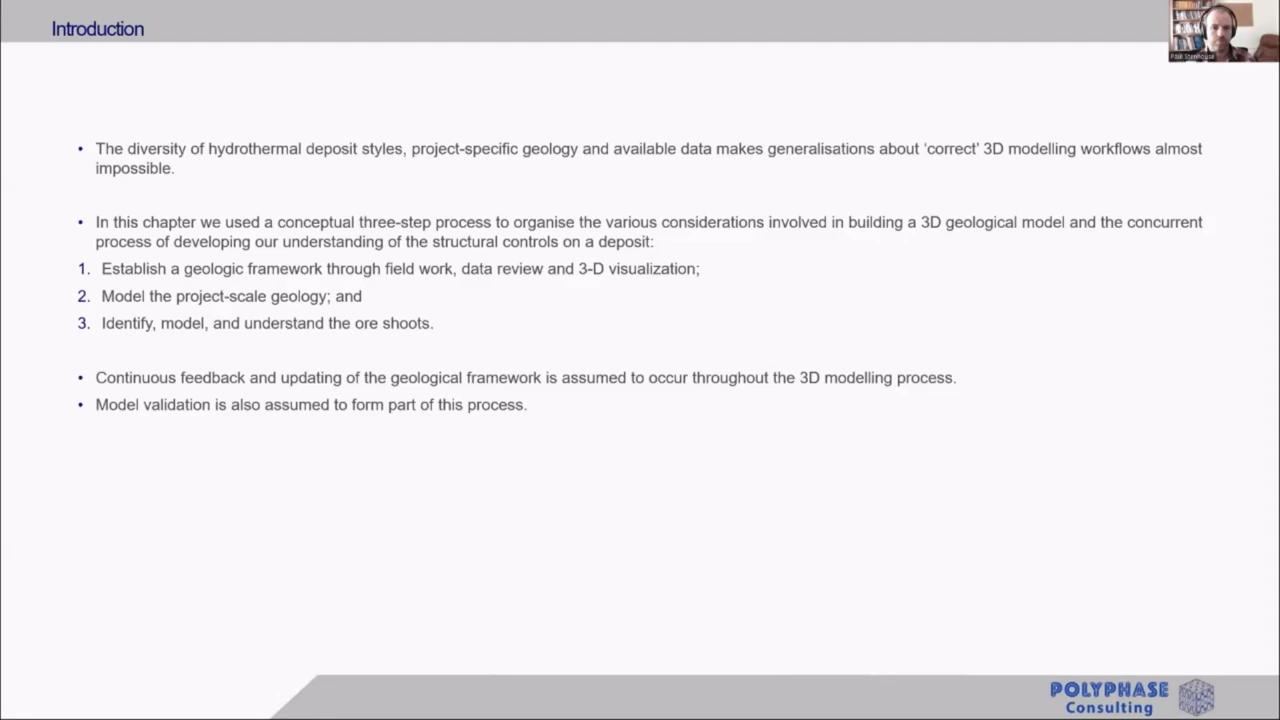 Introduction
Paul Stenhouse
• The diversity of hydrothermal deposit styles, project-specific geology and available data makes generalisations about ‘correct’ 3D modelling workflows almost
impossible.
• In this chapter we used a conceptual three-step process to organise the various considerations involved in building a 3D geological model and the concurrent
process of developing our understanding of the structural controls on a deposit:
1. Establish a geologic framework through field work, data review and 3-D visualization;
2. Model the project-scale geology; and
3. Identify, model, and understand the ore shoots.
• Continuous feedback and updating of the geological framework is assumed to occur throughout the 3D modelling process.
• Model validation is also assumed to form part of this process.
POLYPHASE
Consulting